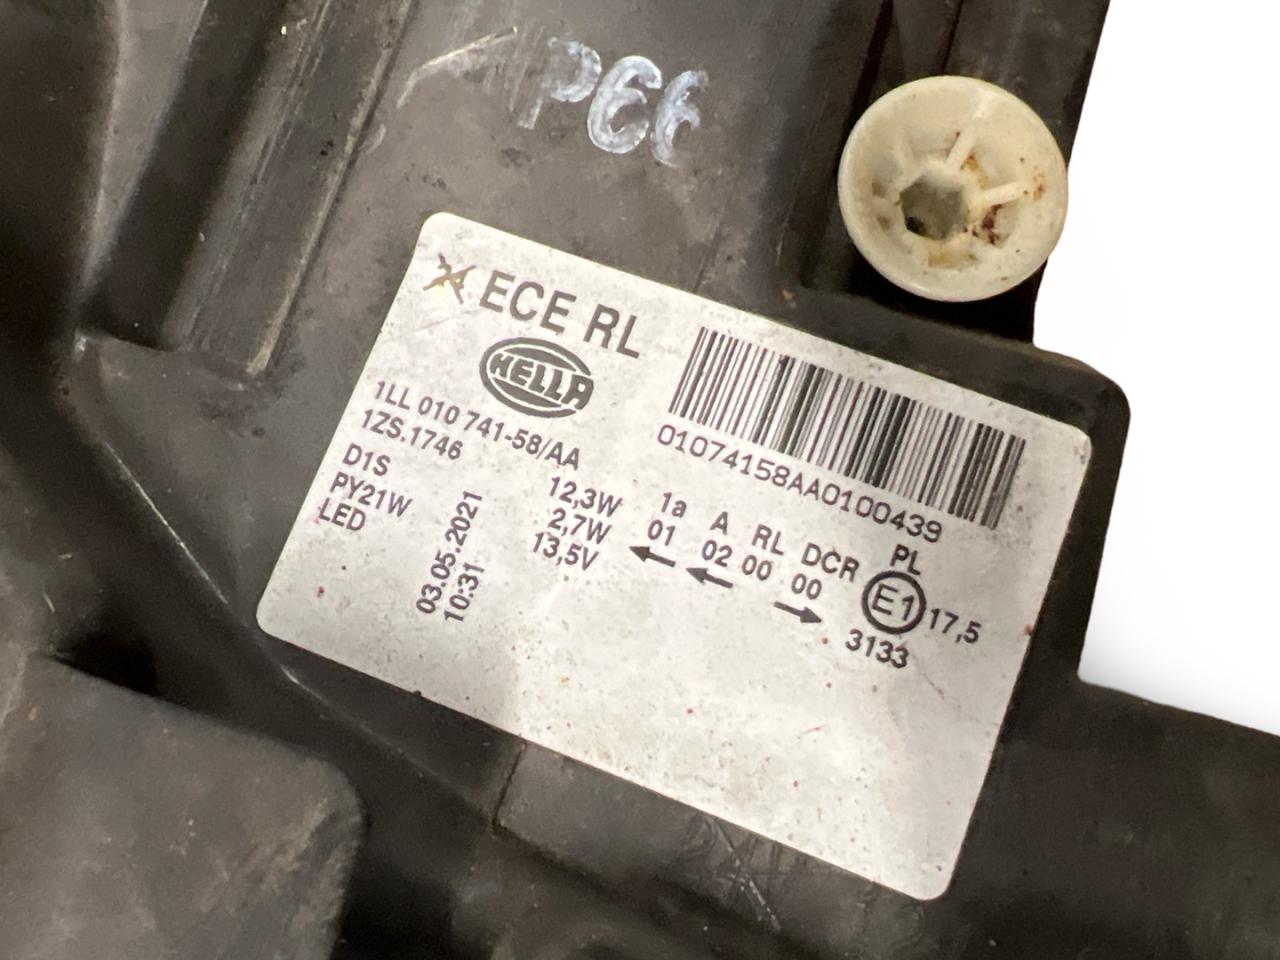 P66
ECE RL
HELLA
1LL 010 741-58/AA
1ZS.1746
01074158AA0100439
D1S
PY21W 12,3W
LED 2,7W
13,5V
03.05.2021
10:31
1a A RL DCR PL
01 02 00 00 E1 17,5
3133